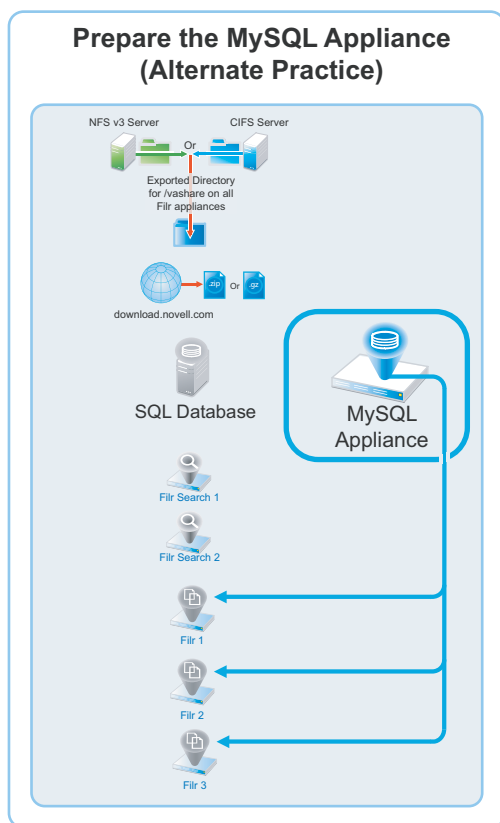 Prepare the MySQL Appliance
(Alternate Practice)
NFS v3 Server
CIFS Server
Or
Exported Directory
for /vashare on all
Filr appliances
.zip
Or
.gz
download.novell.com
SQL Database
MySQL
Appliance
Filr Search 1
Filr Search 2
Filr 1
Filr 2
Filr 3